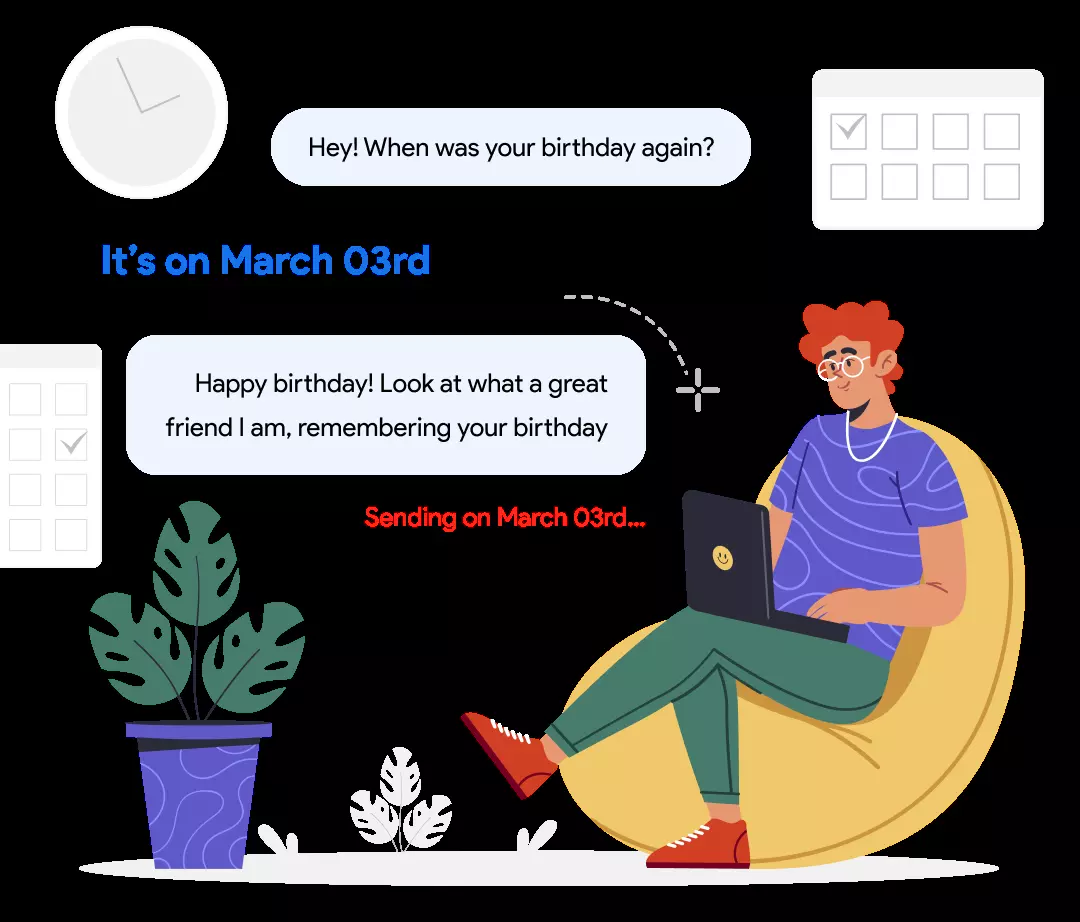 Hey! When was your birthday again?
It's on March 03rd
Happy birthday! Look at what a great
friend I am, remembering your birthday
Sending on March 03rd...